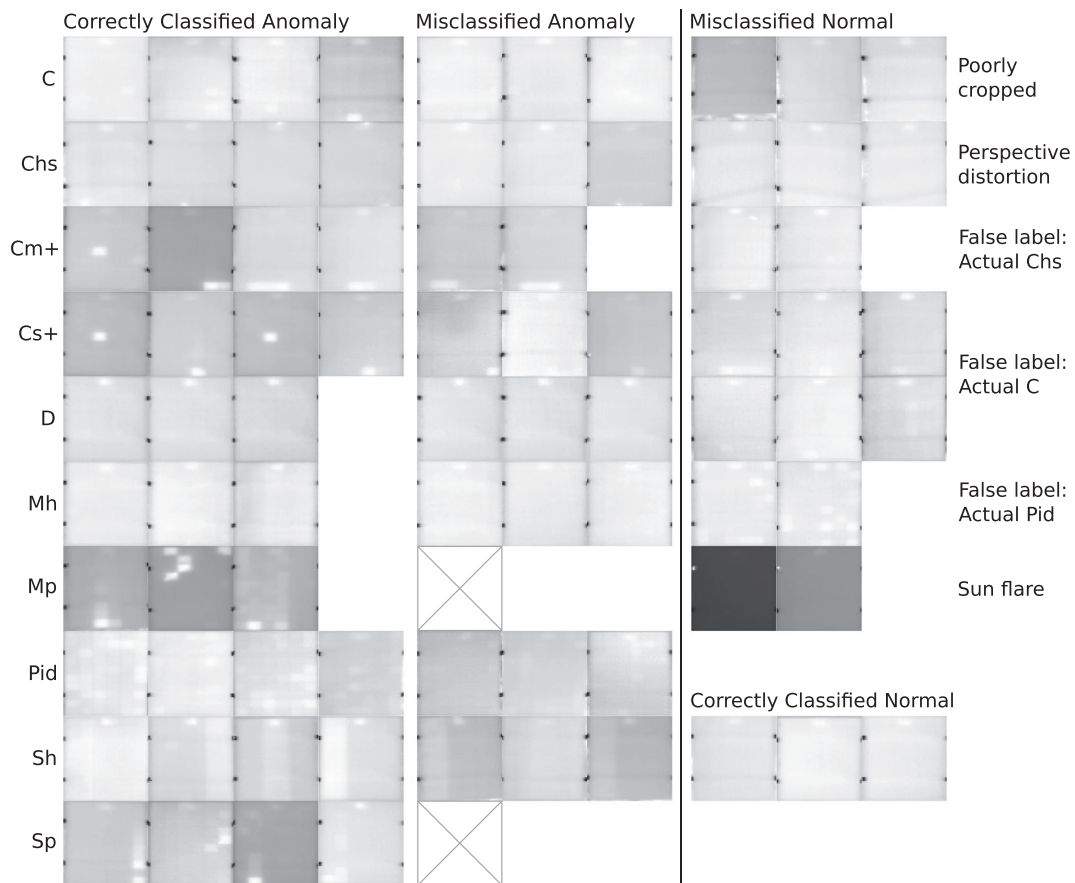 Correctly Classified Anomaly
Misclassified Anomaly
Misclassified Normal
C
Chs
Cm+
Cs+
D
Mh
Mp
Pid
Sh
Sp
Poorly
cropped
Perspective
distortion
False label:
Actual Chs
False label:
Actual C
False label:
Actual Pid
Sun flare
Correctly Classified Normal